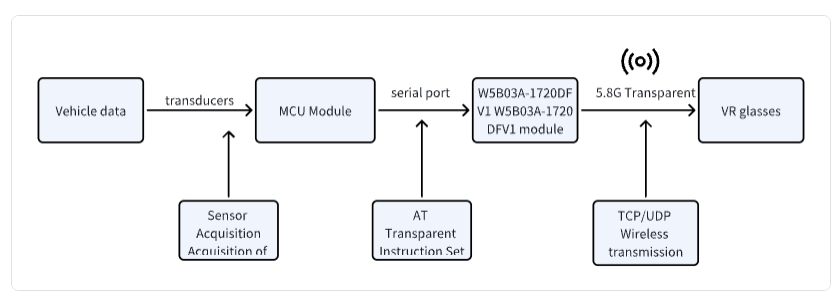 Vehicle data
transducers
MCU Module
serial port
W5B03A-1720DF
V1 W5B03A-1720
DFV1 module
5.8G Transparent
VR glasses
Sensor
Acquisition
Acquisition of
AT
Transparent
Instruction Set
TCP/UDP
Wireless
transmission